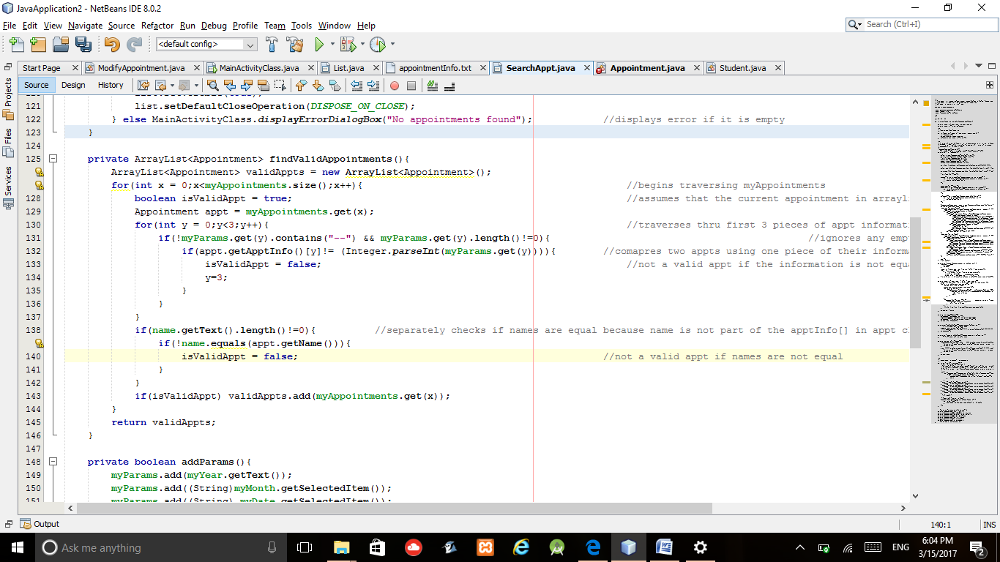 JavaApplication2 - NetBeans IDE 8.0.2
File Edit View Navigate Source Refactor Run Debug Profile Team Tools Window Help
Search (Ctrl+I)
<default config>
Start Page ModifyAppointment.java MainActivityClass.java List.java appointmentInfo.txt SearchAppt.java Appointment.java Student.java
Projects
Files
Services
Source Design History
121 list.setDefaultCloseOperation(DISPOSE_ON_CLOSE);
122 } else MainActivityClass.displayErrorDialogBox("No appointments found"); //displays error if it is empty
123 }
124
125 private ArrayList<Appointment> findValidAppointments(){
ArrayList<Appointment> validAppts = new ArrayList<Appointment>();
for(int x = 0;x<myAppointments.size();x++){ //begins traversing myAppointments
128 boolean isValidAppt = true; //assumes that the current appointment in arrayl
129 Appointment appt = myAppointments.get(x);
130 for(int y = 0;y<3;y++){ //traverses thru first 3 pieces of appt informati
131 if(!myParams.get(y).contains("--") && myParams.get(y).length()!=0){ //ignores any emp
132 if(appt.getApptInfo()[y]!= (Integer.parseInt(myParams.get(y)))){ //comapres two appts using one piece of their inform
133 isValidAppt = false; //not a valid appt if the information is not equ
134 y=3;
135 }
136 }
137 }
138 if(name.getText().length()!=0){ //separately checks if names are equal because name is not part of the apptInfo[] in appt c
if(!name.equals(appt.getName())){
140 isValidAppt = false; //not a valid appt if names are not equal
141 }
142 }
143 if(isValidAppt) validAppts.add(myAppointments.get(x));
144 }
145 return validAppts;
146 }
147
148 private boolean addParams(){
149 myParams.add(myYear.getText());
150 myParams.add((String)myMonth.getSelectedItem());
151 myParams.add((String) myDate.getSelectedItem());
Output
140:1 INS
Ask me anything
ENG
6:04 PM
3/15/2017
2